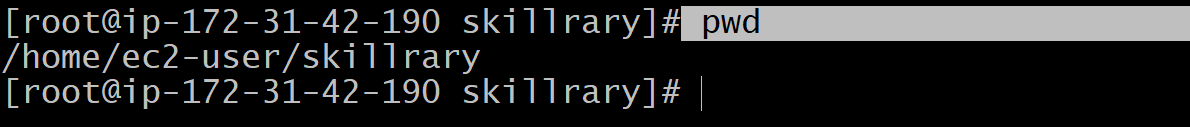 [root@ip-172-31-42-190 skillrary]# pwd
/home/ec2-user/skillrary
[root@ip-172-31-42-190 skillrary]#